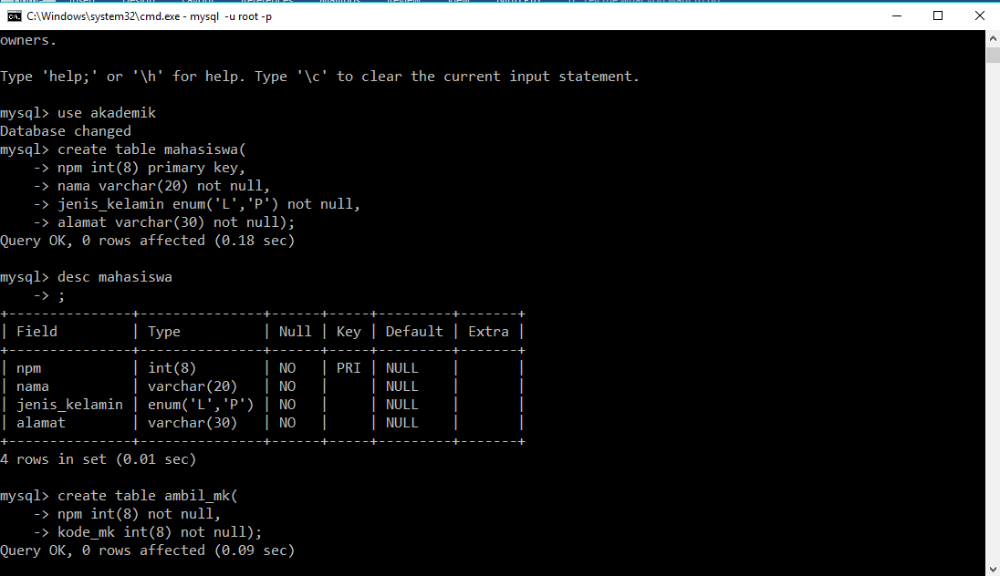 C:\Windows\system32\cmd.exe - mysql  -u root -p
owners.
Type 'help;' or '\h' for help. Type '\c' to clear the current input statement.
mysql> use akademik
Database changed
mysql> create table mahasiswa(
    -> npm int(8) primary key,
    -> nama varchar(20) not null,
    -> jenis_kelamin enum('L','P') not null,
    -> alamat varchar(30) not null);
Query OK, 0 rows affected (0.18 sec)
mysql> desc mahasiswa
    -> ;
+---------------+---------------+------+-----+---------+-------+
| Field         | Type          | Null | Key | Default | Extra |
+---------------+---------------+------+-----+---------+-------+
| npm           | int(8)        | NO   | PRI | NULL    |       |
| nama          | varchar(20)   | NO   |     | NULL    |       |
| jenis_kelamin | enum('L','P') | NO   |     | NULL    |       |
| alamat        | varchar(30)   | NO   |     | NULL    |       |
+---------------+---------------+------+-----+---------+-------+
4 rows in set (0.01 sec)
mysql> create table ambil_mk(
    -> npm int(8) not null,
    -> kode_mk int(8) not null);
Query OK, 0 rows affected (0.09 sec)